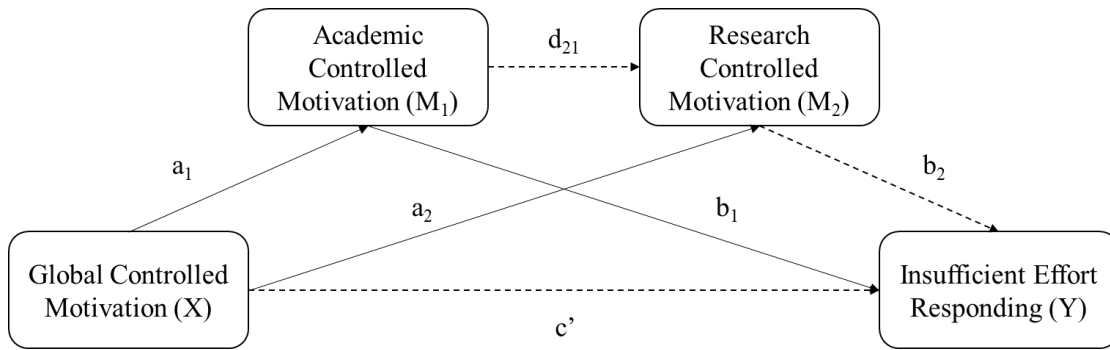 Academic
Controlled
Motivation (M₁)
d₂₁
Research
Controlled
Motivation (M₂)
a₁
a₂
b₁
b₂
Global Controlled
Motivation (X)
c’
Insufficient Effort
Responding (Y)